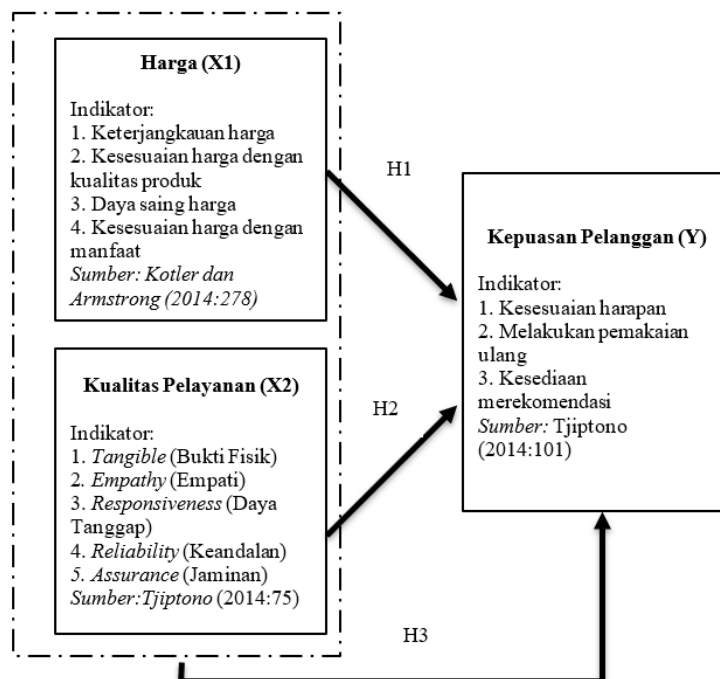 Harga (X1)
Indikator:
1. Keterjangkauan harga
2. Kesesuaian harga dengan
kualitas produk
3. Daya saing harga
4. Kesesuaian harga dengan
manfaat
Sumber: Kotler dan
Armstrong (2014:278)
H1
Kualitas Pelayanan (X2)
Indikator:
1. Tangible (Bukti Fisik)
2. Empathy (Empati)
3. Responsiveness (Daya
Tanggap)
4. Reliability (Keandalan)
5. Assurance (Jaminan)
Sumber:Tjiptono (2014:75)
H2
Kepuasan Pelanggan (Y)
Indikator:
1. Kesesuaian harapan
2. Melakukan pemakaian
ulang
3. Kesediaan
merekomendasi
Sumber: Tjiptono
(2014:101)
H3